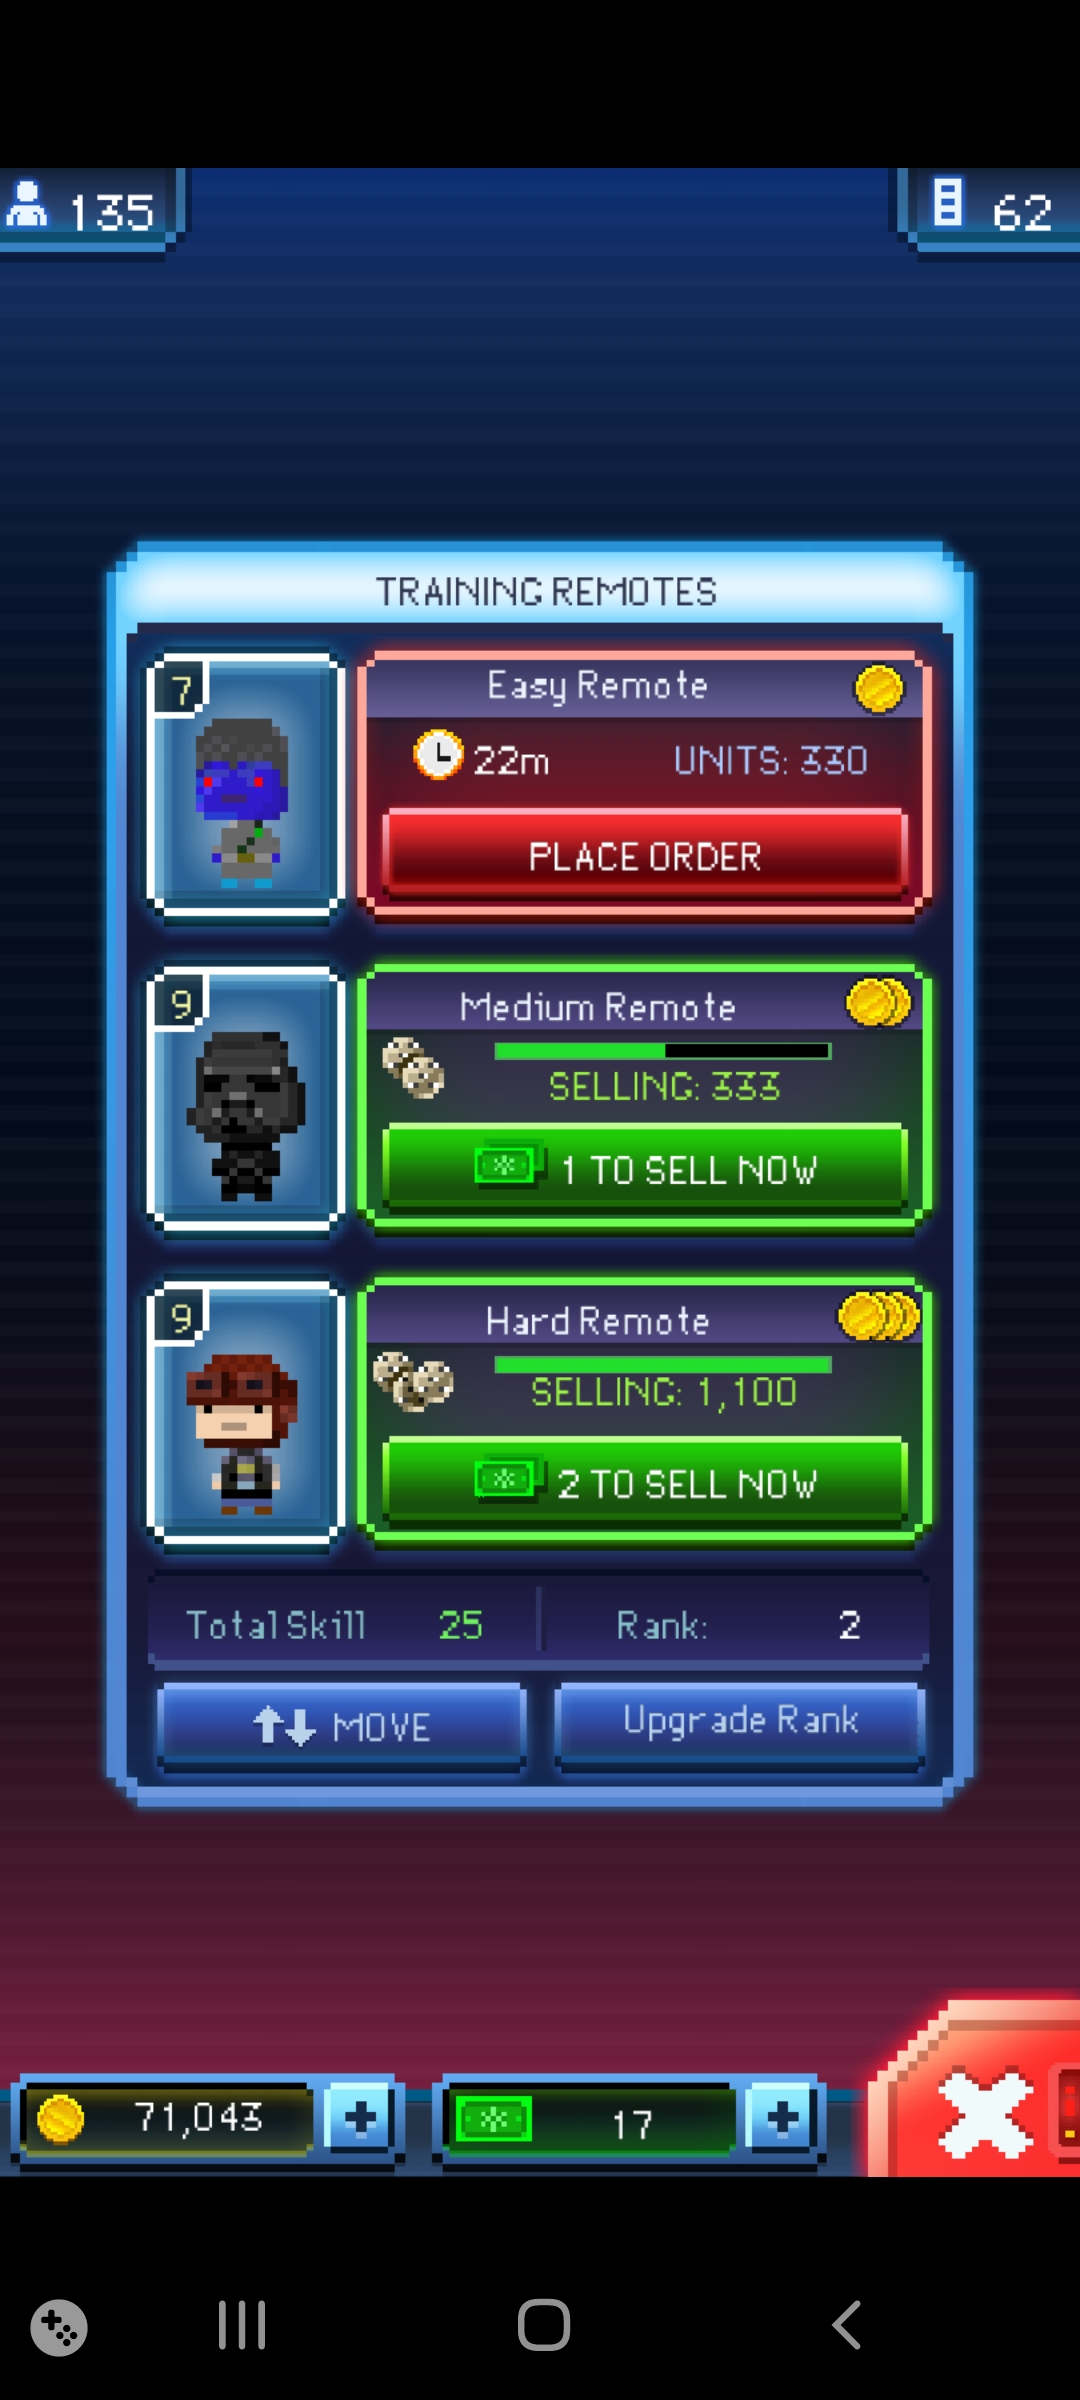 135
62
TRAINING REMOTES
7
Easy Remote
22m
UNITS: 330
PLACE ORDER
9
Medium Remote
SELLING: 333
1 TO SELL NOW
9
Hard Remote
SELLING: 1,100
2 TO SELL NOW
Total Skill 25
Rank: 2
MOVE
Upgrade Rank
71,043
17